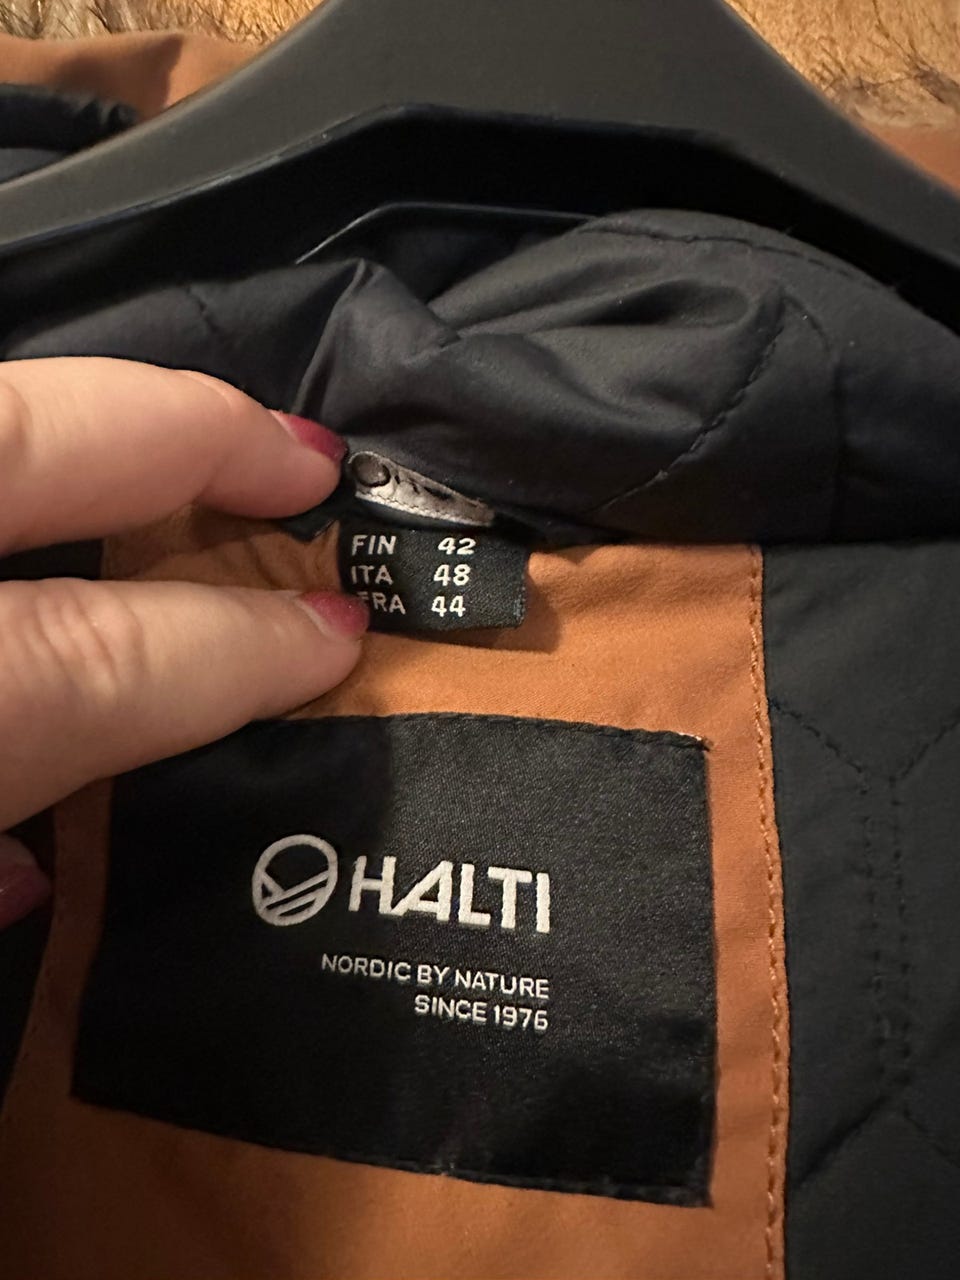 FIN 42
ITA 48
FRA 44
HALTI
NORDIC BY NATURE
SINCE 1976